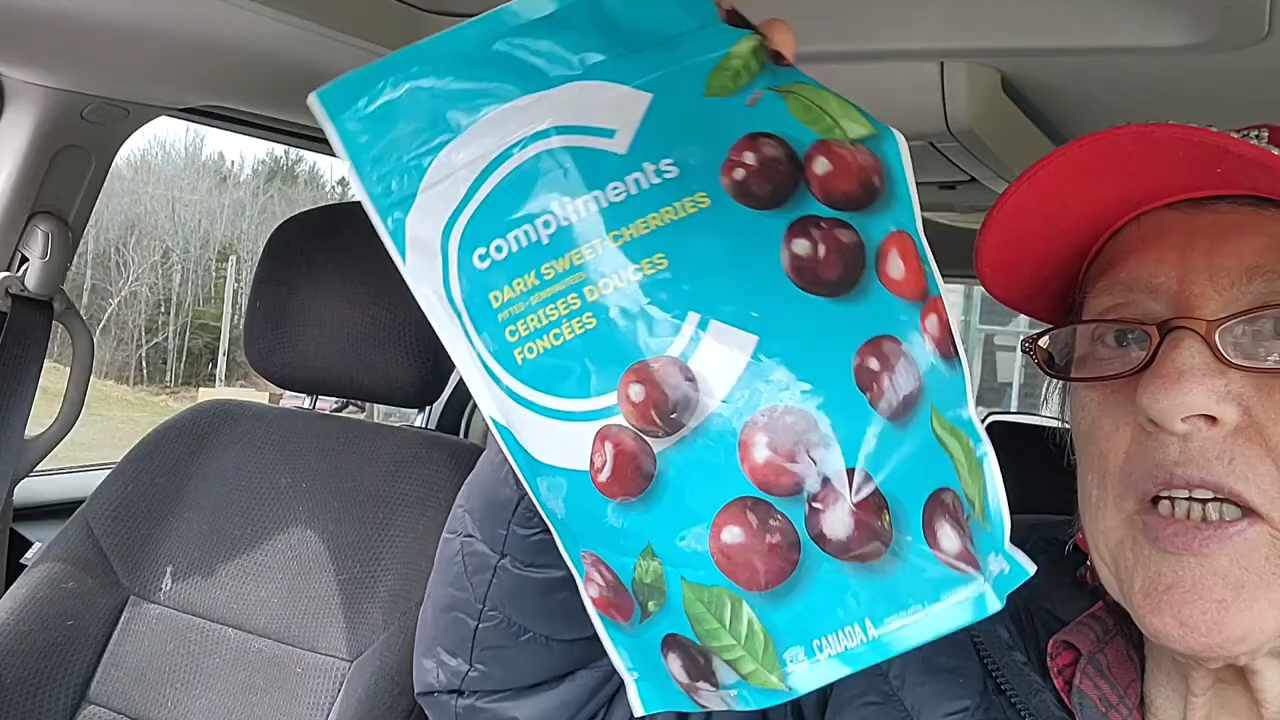 compliments
DARK SWEET CHERRIES
PITTED • DÉNOYAUTÉES
CERISES DOUCES
FONCÉES
CANADA A